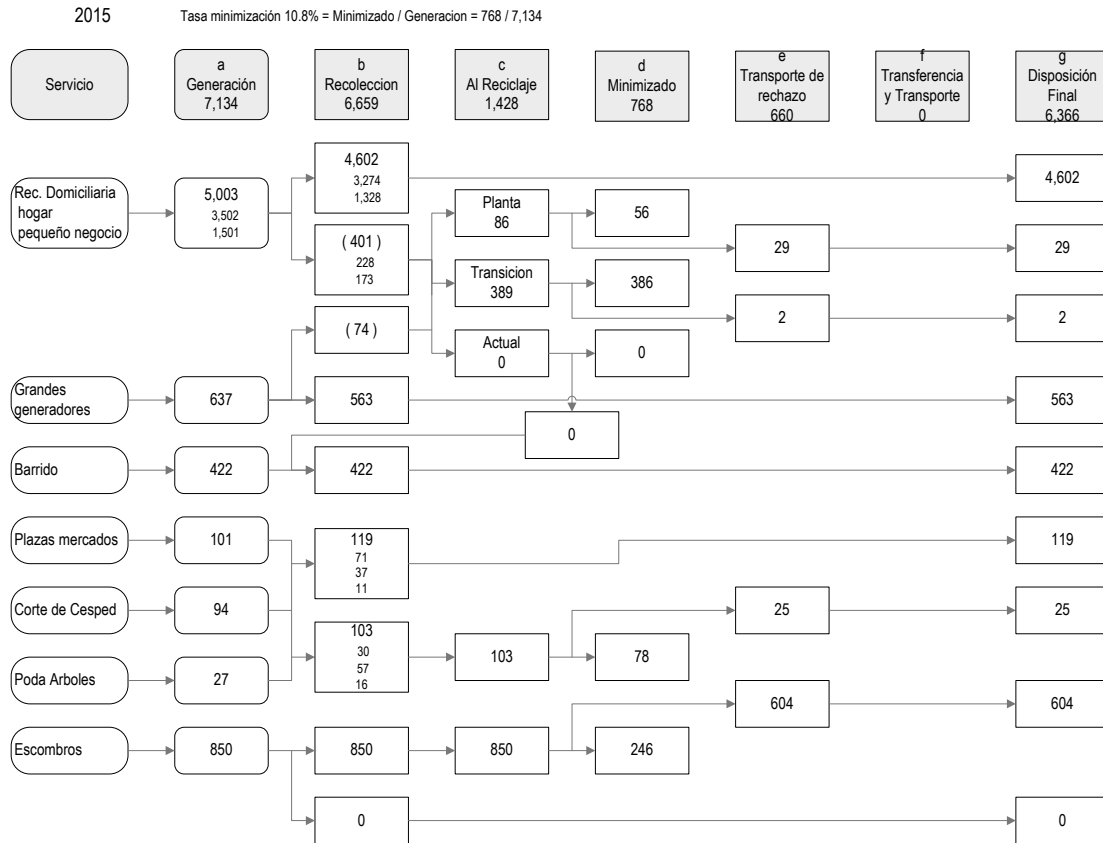 2015
Tasa minimización 10.8% = Minimizado / Generacion = 768 / 7,134
Servicio
a
Generación
7,134
b
Recoleccion
6,659
c
Al Reciclaje
1,428
d
Minimizado
768
e
Transporte de
rechazo
660
f
Transferencia
y Transporte
0
g
Disposición
Final
6,366
Rec. Domiciliaria
hogar
pequeño negocio
5,003
3,502
1,501
4,602
3,274
1,328
4,602
( 401 )
228
173
Planta
86
56
29
29
Transicion
389
386
2
2
( 74 )
Actual
0
0
Grandes
generadores
637
563
563
0
Barrido
422
422
422
Plazas mercados
101
119
71
37
11
119
Corte de Cesped
94
25
25
103
30
57
16
103
78
Poda Arboles
27
604
604
Escombros
850
850
850
246
0
0